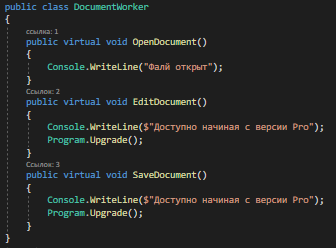 public class DocumentWorker
{
ссылка: 1
public virtual void OpenDocument()
{
Console.WriteLine("Фалй открыт");
}
Ссылок: 2
public virtual void EditDocument()
{
Console.WriteLine($"Доступно начиная с версии Pro");
Program.Upgrade();
}
Ссылок: 3
public virtual void SaveDocument()
{
Console.WriteLine($"Доступно начиная с версии Pro");
Program.Upgrade();
}
}